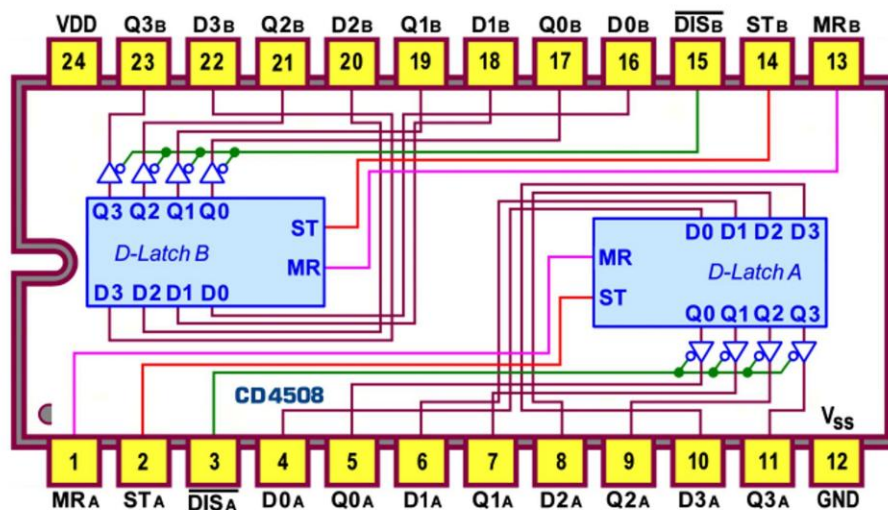 VDD Q3B D3B Q2B D2B Q1B D1B Q0B D0B DISB STB MRB
24 23 22 21 20 19 18 17 16 15 14 13
Q3 Q2 Q1 Q0
ST
D-Latch B
MR
D3 D2 D1 D0
D0 D1 D2 D3
MR D-Latch A
ST
Q0 Q1 Q2 Q3
CD4508
VSS
1 2 3 4 5 6 7 8 9 10 11 12
MRA STA DISA D0A Q0A D1A Q1A D2A Q2A D3A Q3A GND